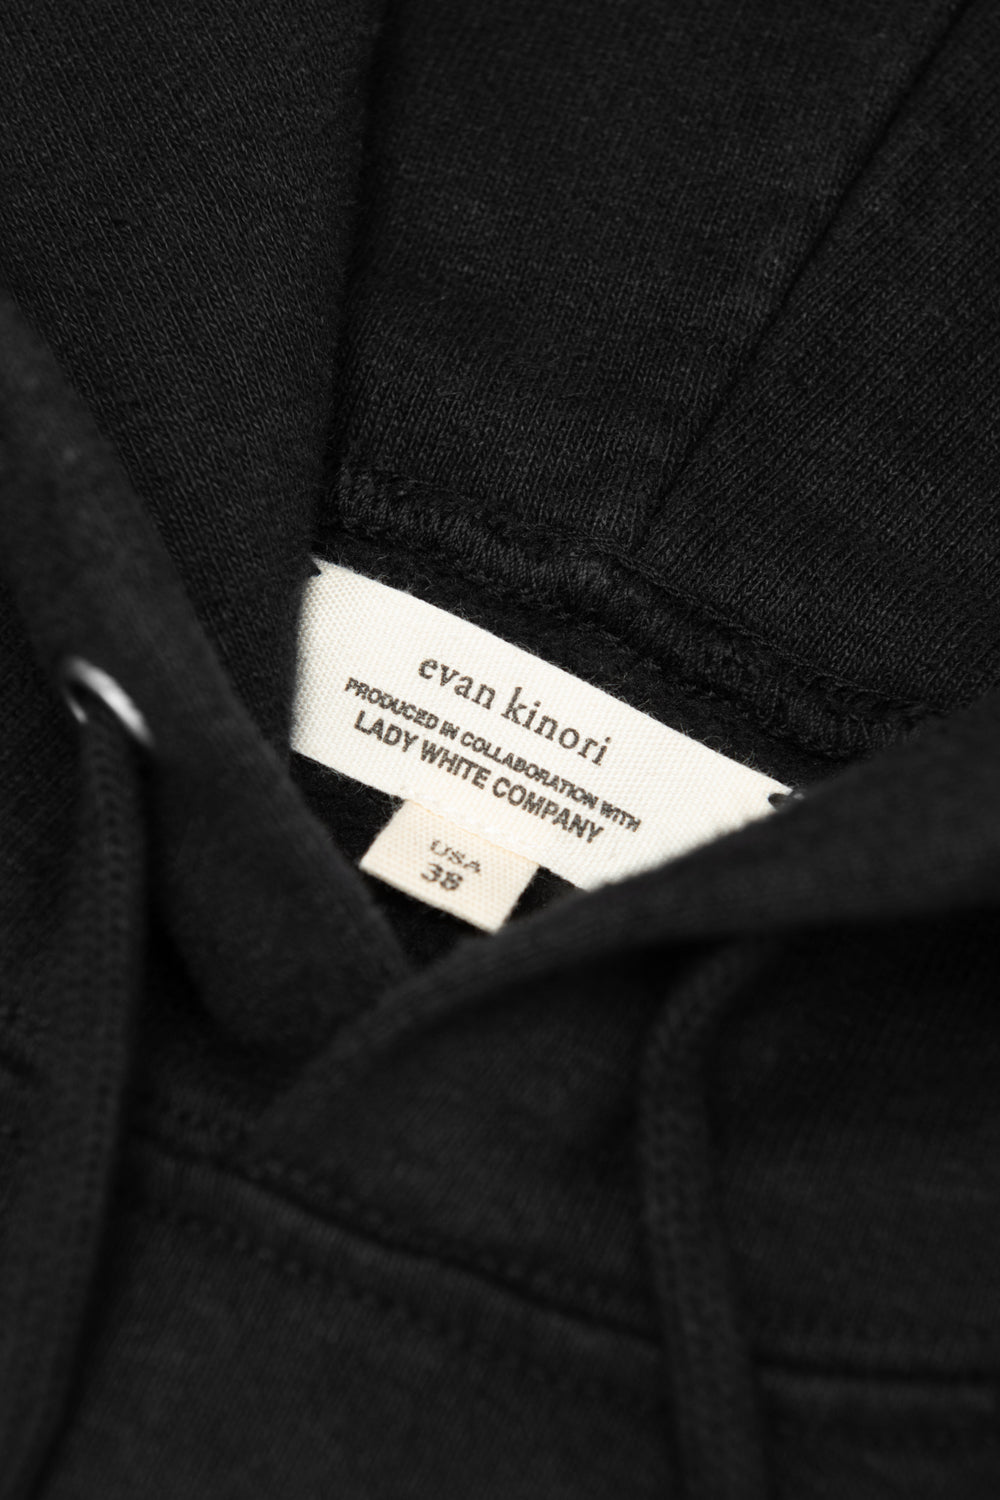 evan kinori
PRODUCED IN COLLABORATION WITH
LADY WHITE COMPANY
USA
38